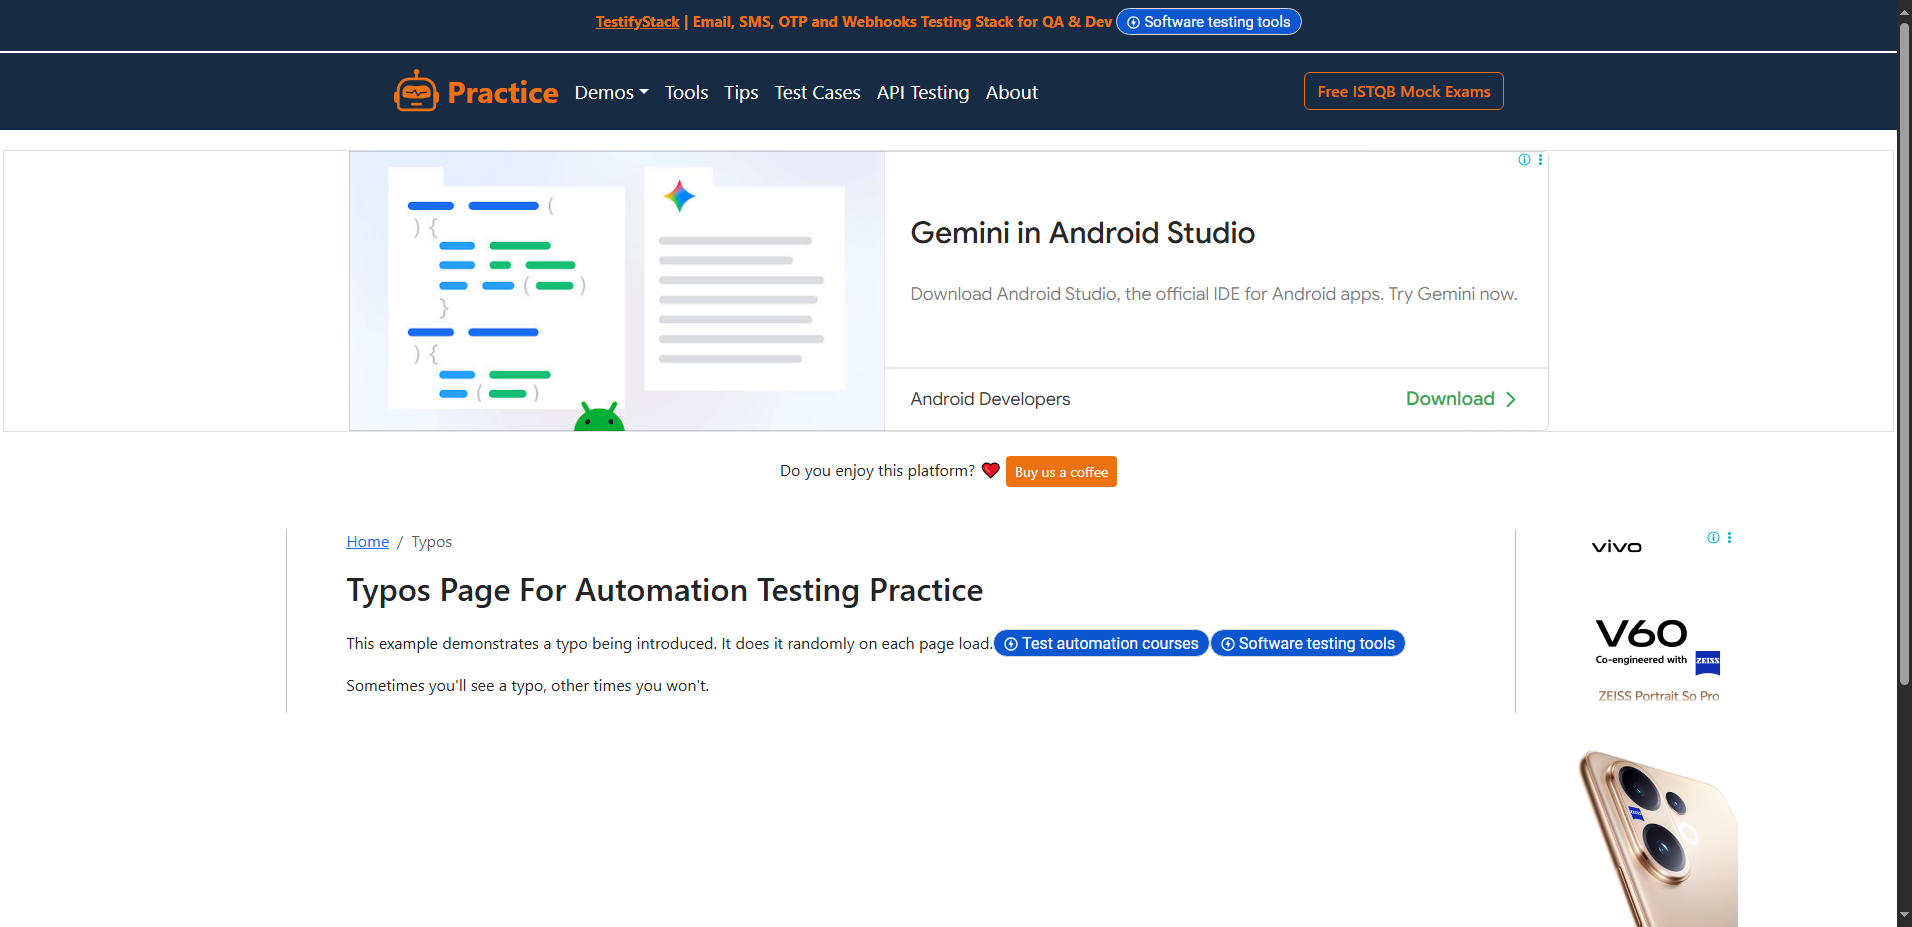 TestifyStack | Email, SMS, OTP and Webhooks Testing Stack for QA & Dev Software testing tools
Practice Demos Tools Tips Test Cases API Testing About Free ISTQB Mock Exams
( ) {
( )
}
) {
( )
Gemini in Android Studio
Download Android Studio, the official IDE for Android apps. Try Gemini now.
Android Developers Download
Do you enjoy this platform? Buy us a coffee
Home / Typos
Typos Page For Automation Testing Practice
This example demonstrates a typo being introduced. It does it randomly on each page load. Test automation courses Software testing tools
Sometimes you'll see a typo, other times you won't.
vivo
V60
Co-engineered with ZEISS
ZEISS Portrait So Pro
ZEISS